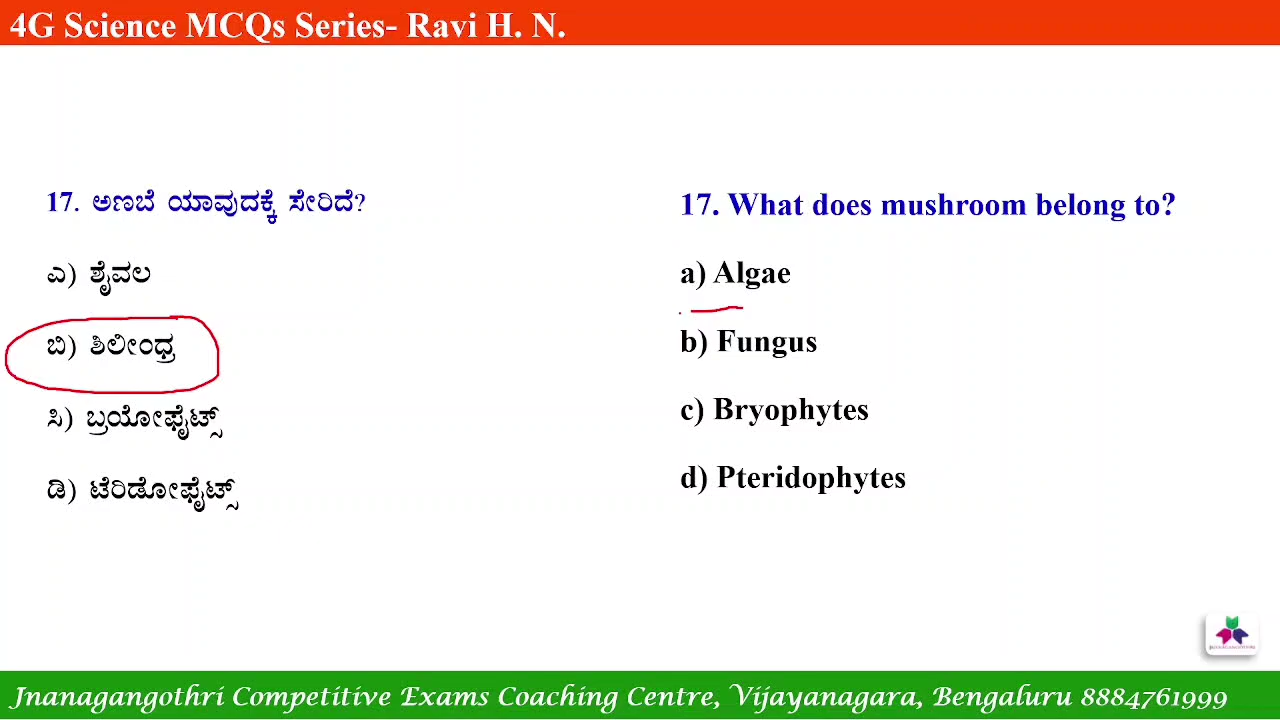 4G Science MCQs Series- Ravi H. N.
17. ಅಣಬೆ ಯಾವುದಕ್ಕೆ ಸೇರಿದೆ?
ಎ) ಶೈವಲ
ಬಿ) ಶಿಲೀಂಧ್ರ
ಸಿ) ಬ್ರಯೋಫೈಟ್ಸ್
ಡಿ) ಟೆರಿಡೋಫೈಟ್ಸ್
17. What does mushroom belong to?
a) Algae
b) Fungus
c) Bryophytes
d) Pteridophytes
Jnanagangothri Competitive Exams Coaching Centre, Vijayanagara, Bengaluru 8884761999